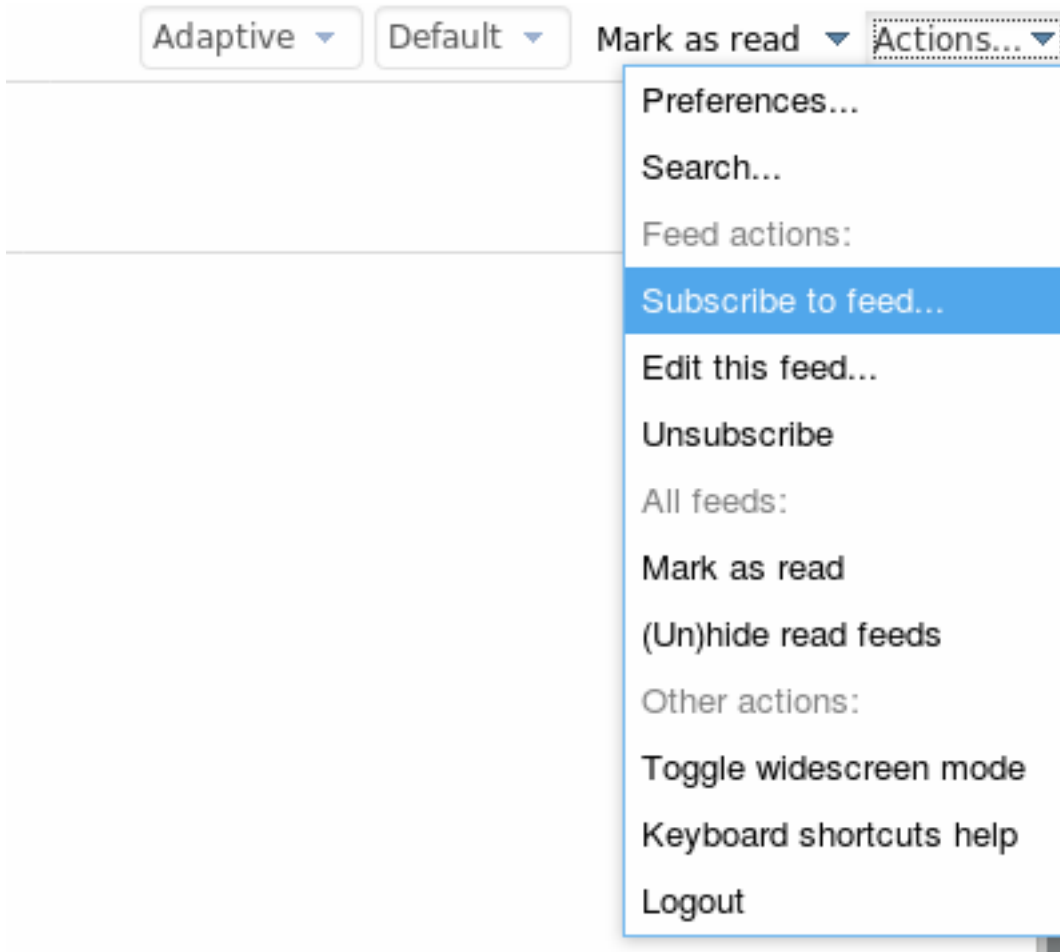 Adaptive Default Mark as read Actions...
Preferences...
Search...
Feed actions:
Subscribe to feed...
Edit this feed...
Unsubscribe
All feeds:
Mark as read
(Un)hide read feeds
Other actions:
Toggle widescreen mode
Keyboard shortcuts help
Logout